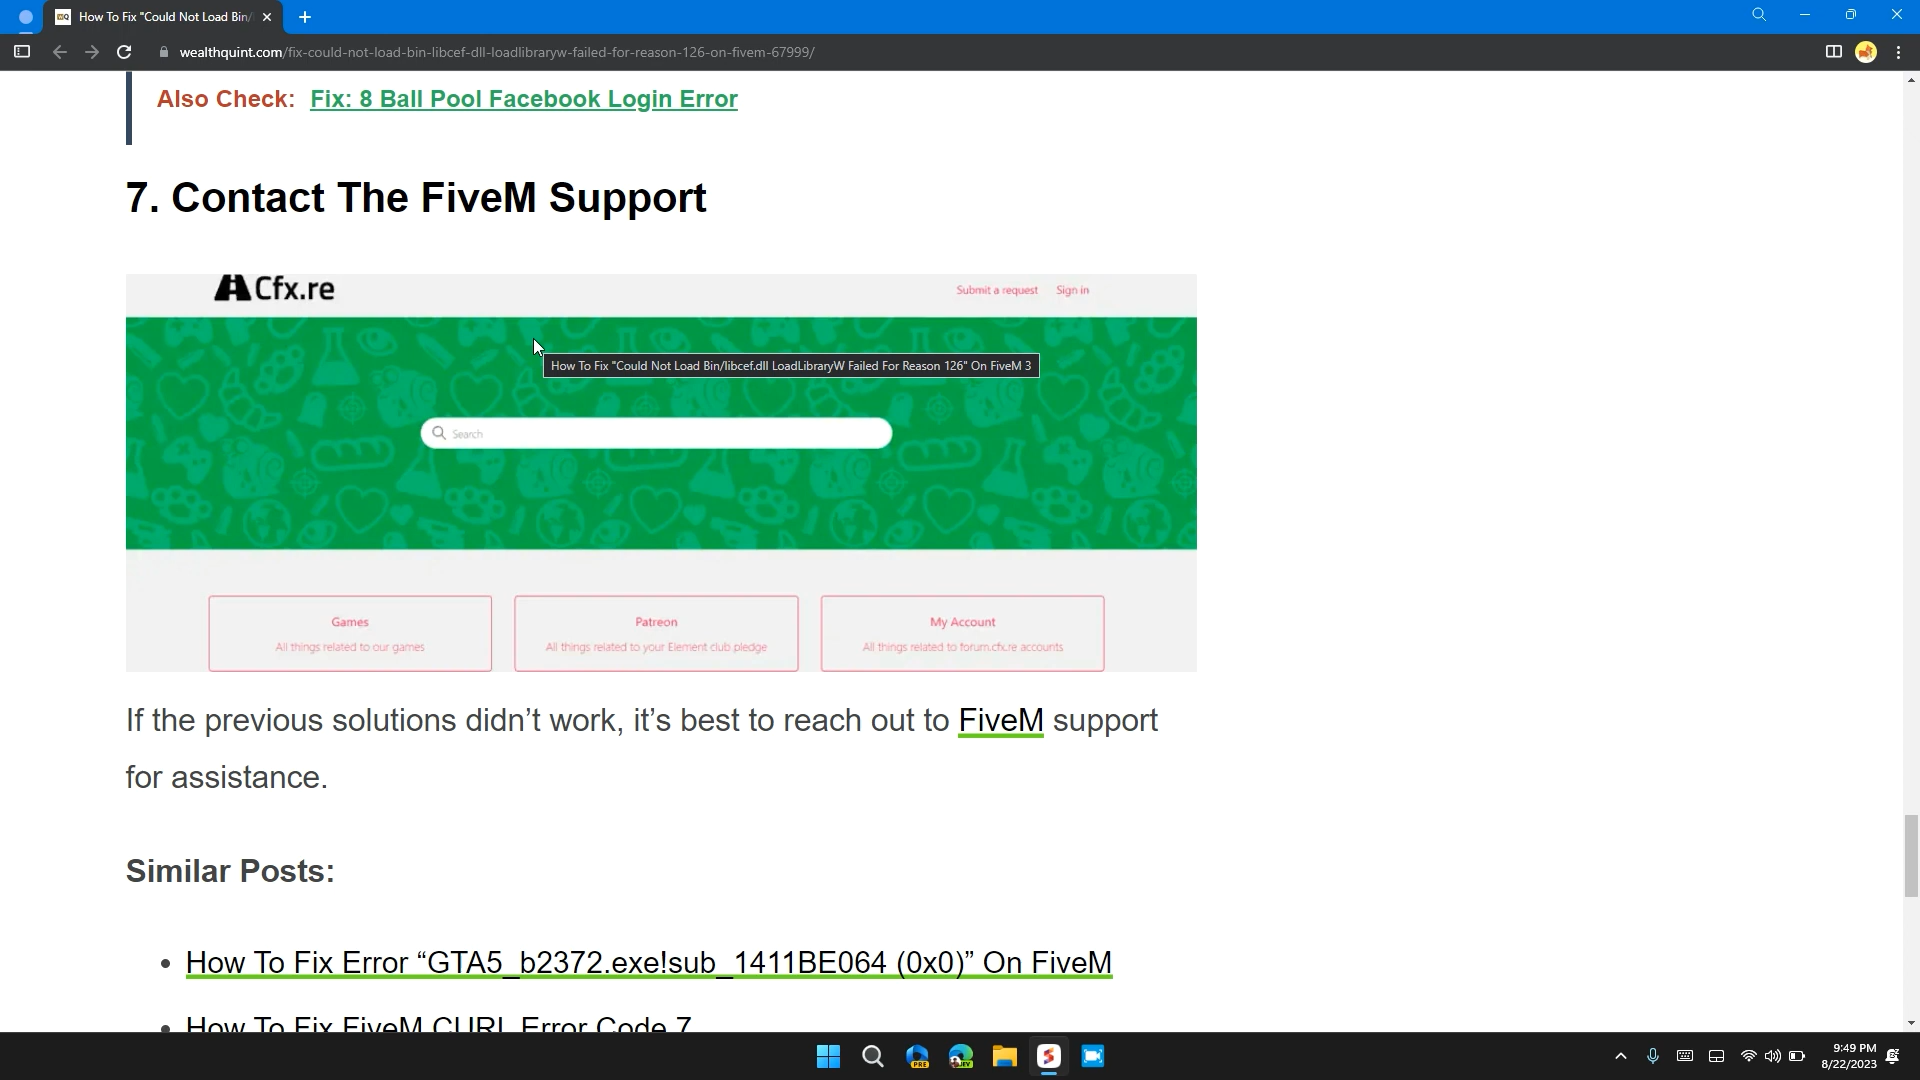 WQ How To Fix "Could Not Load Bin/l
wealthquint.com/fix-could-not-load-bin-libcef-dll-loadlibraryw-failed-for-reason-126-on-fivem-67999/
Also Check: Fix: 8 Ball Pool Facebook Login Error
7. Contact The FiveM Support
Cfx.re
Submit a request Sign in
How To Fix "Could Not Load Bin/libcef.dll LoadLibraryW Failed For Reason 126" On FiveM 3
Search
Games Patreon My Account
All things related to our games All things related to your Element club pledge All things related to forum.cfx.re accounts
If the previous solutions didn’t work, it’s best to reach out to FiveM support
for assistance.
Similar Posts:
• How To Fix Error “GTA5_b2372.exe!sub_1411BE064 (0x0)” On FiveM
• How To Fix FiveM CURL Error Code 7
PRE
9:49 PM
8/22/2023